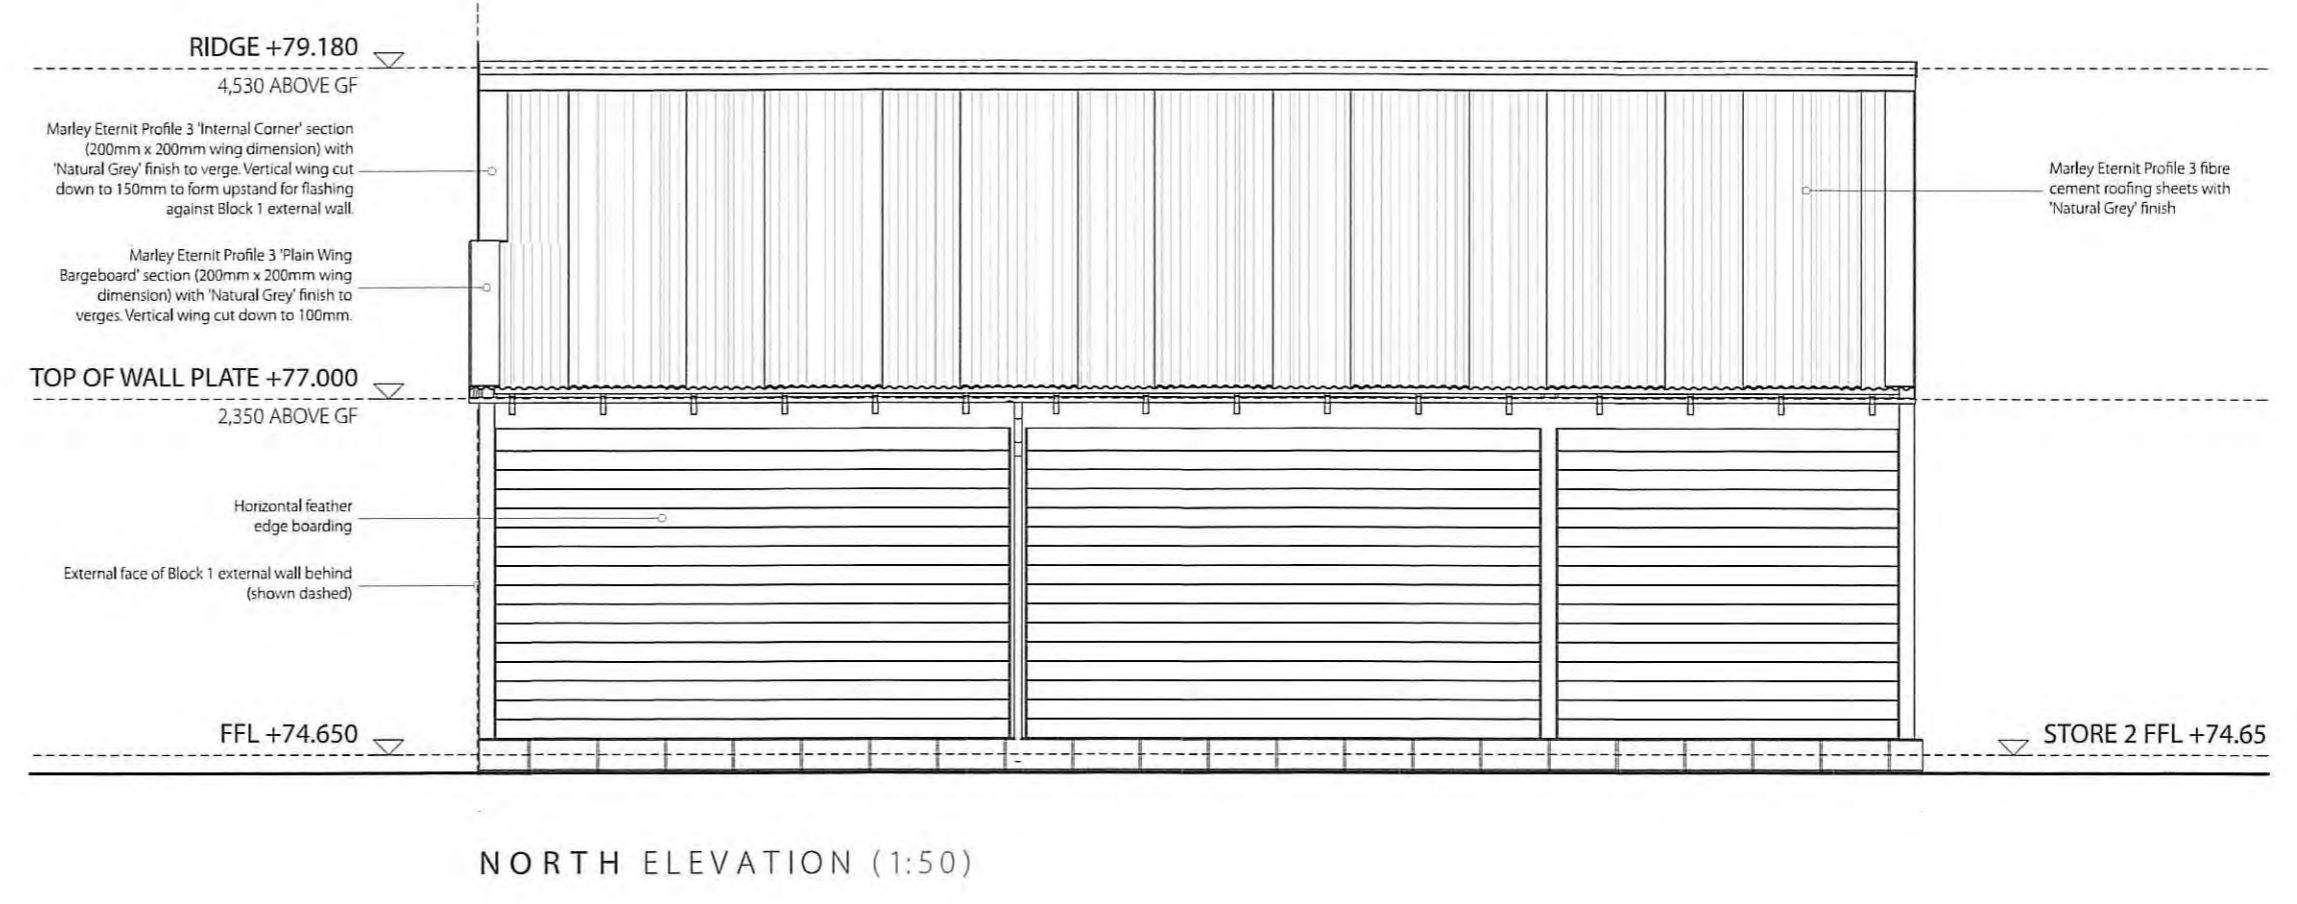 RIDGE +79.180
4,530 ABOVE GF
Marley Eternit Profile 3 'Internal Corner' section
(200mm x 200mm wing dimension) with
'Natural Grey' finish to verge. Vertical wing cut
down to 150mm to form upstand for flashing
against Block 1 external wall.
Marley Eternit Profile 3 'Plain Wing
Bargeboard' section (200mm x 200mm wing
dimension) with 'Natural Grey' finish to
verges. Vertical wing cut down to 100mm.
TOP OF WALL PLATE +77.000
2,350 ABOVE GF
Horizontal feather
edge boarding
External face of Block 1 external wall behind
(shown dashed)
FFL +74.650
Marley Eternit Profile 3 fibre
cement roofing sheets with
'Natural Grey' finish
STORE 2 FFL +74.65
NORTH ELEVATION (1:50)